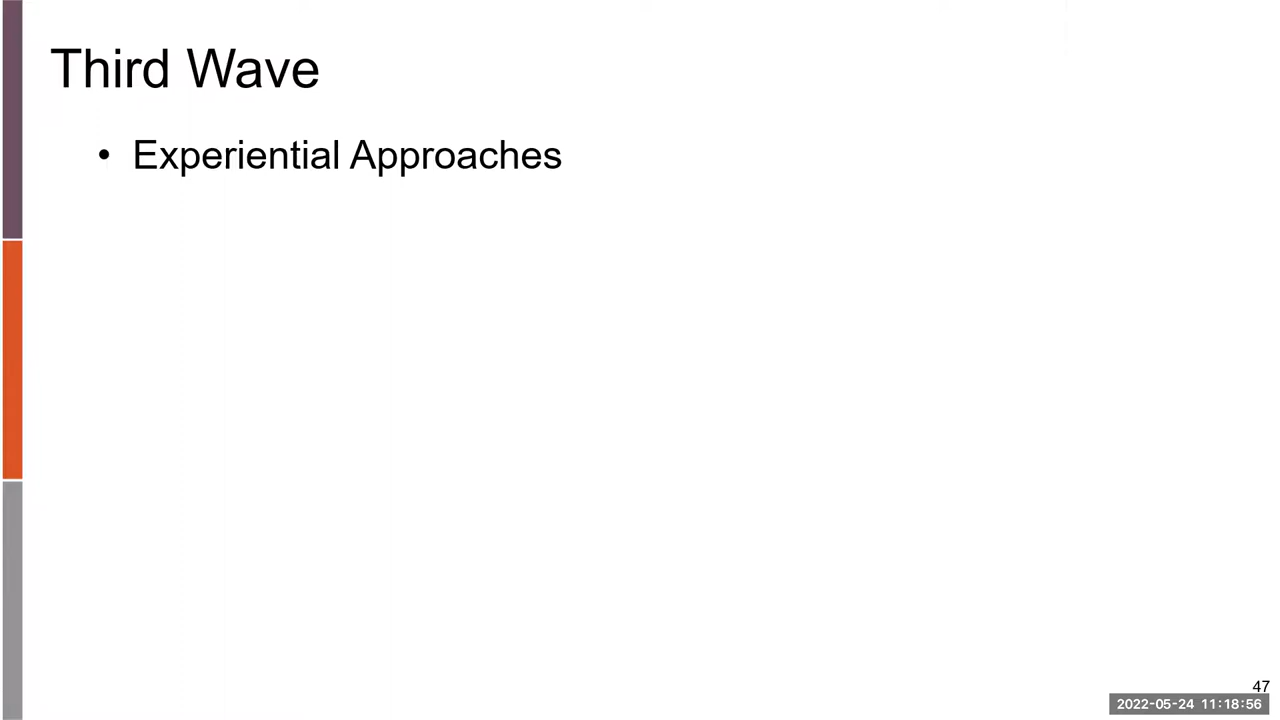 Third Wave
• Experiential Approaches
47
2022-05-24 11:18:56